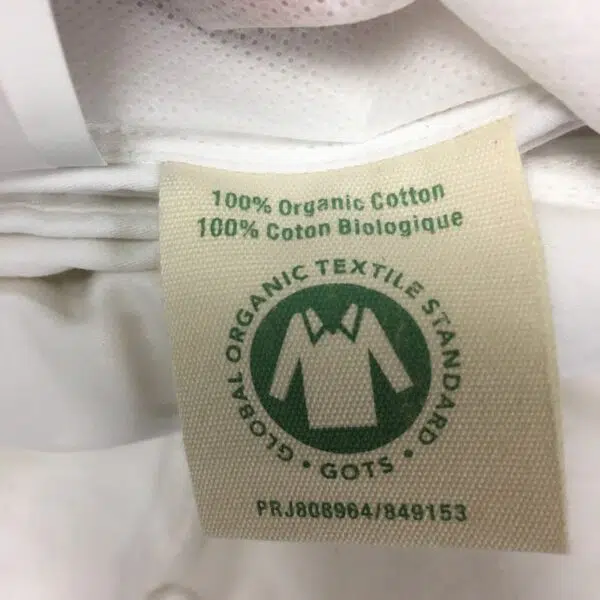 100% Organic Cotton
100% Coton Biologique
GLOBAL ORGANIC TEXTILE STANDARD
• GOTS •
PRJ808964/849153